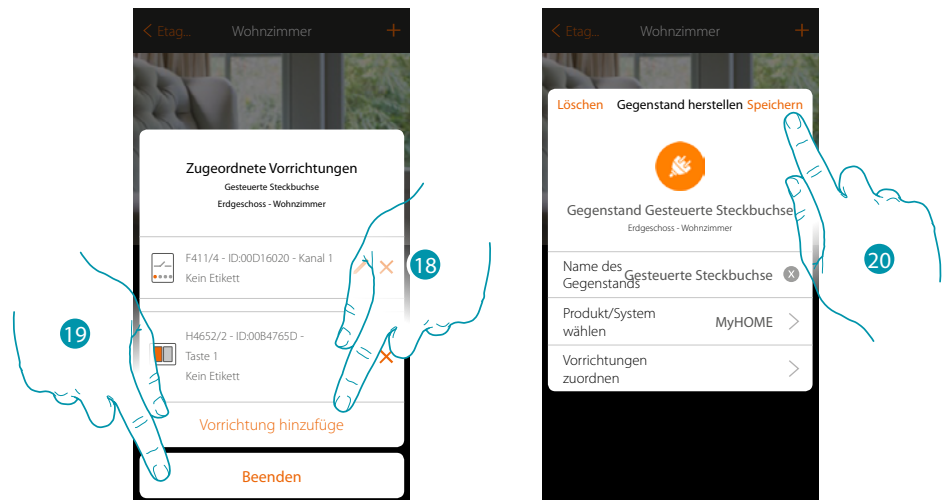 Etag...
Wohnzimmer
Zugeordnete Vorrichtungen
Gesteuerte Steckbuchse
Erdgeschoss - Wohnzimmer
F411/4 - ID:00D16020 - Kanal 1
Kein Etikett
H4652/2 - ID:00B4765D -
Taste 1
Kein Etikett
Vorrichtung hinzufüge
Beenden
18
19
Etag...
Wohnzimmer
Löschen Gegenstand herstellen Speichern
Gegenstand Gesteuerte Steckbuchse
Erdgeschoss - Wohnzimmer
Name des
Gegenstands Gesteuerte Steckbuchse
Produkt/System
wählen MyHOME
Vorrichtungen
zuordnen
20